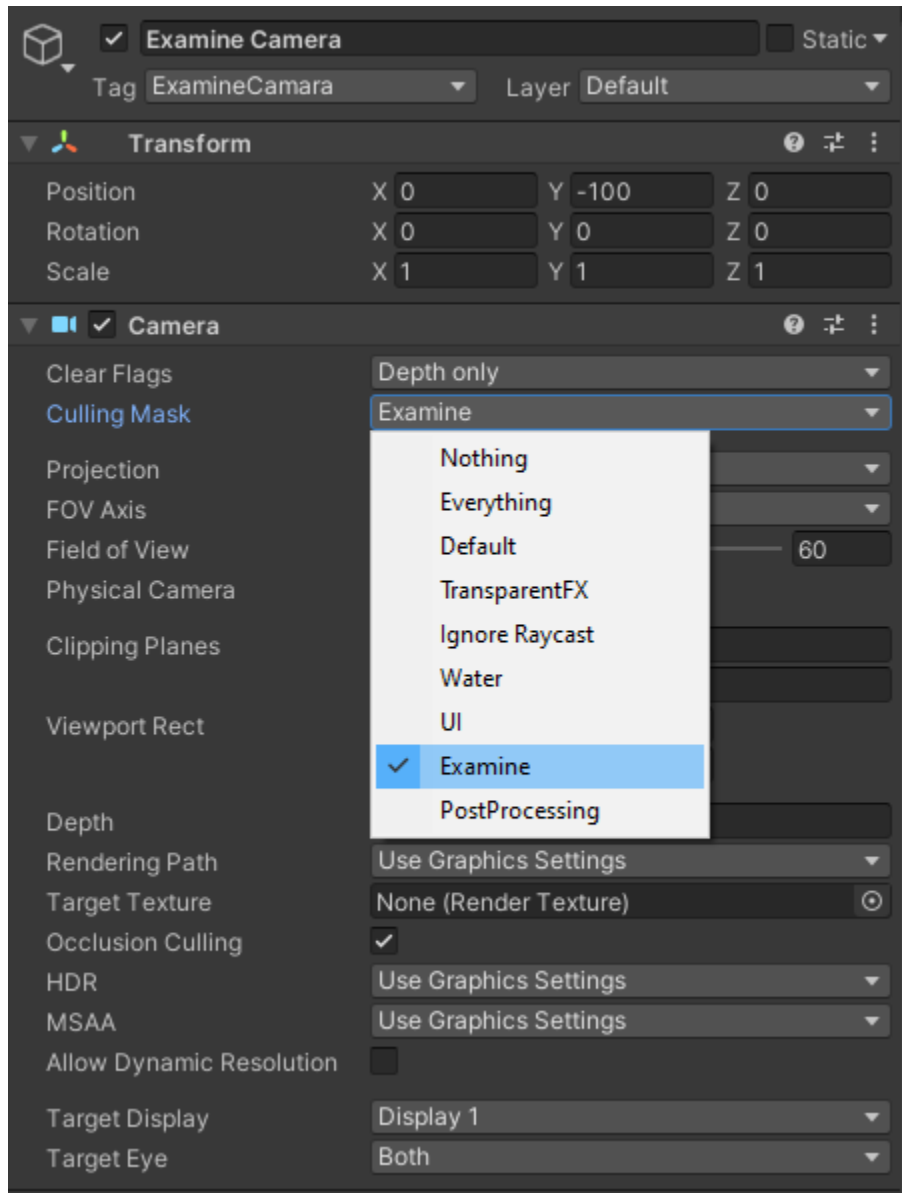 Examine Camera Static
Tag ExamineCamara Layer Default
Transform
Position X 0 Y -100 Z 0
Rotation X 0 Y 0 Z 0
Scale X 1 Y 1 Z 1
Camera
Clear Flags Depth only
Culling Mask Examine
Nothing
Projection
Everything
FOV Axis
Default
Field of View 60
TransparentFX
Physical Camera
Ignore Raycast
Clipping Planes
Water
UI
Viewport Rect
Examine
PostProcessing
Depth
Rendering Path Use Graphics Settings
Target Texture None (Render Texture)
Occlusion Culling
HDR Use Graphics Settings
MSAA Use Graphics Settings
Allow Dynamic Resolution
Target Display Display 1
Target Eye Both